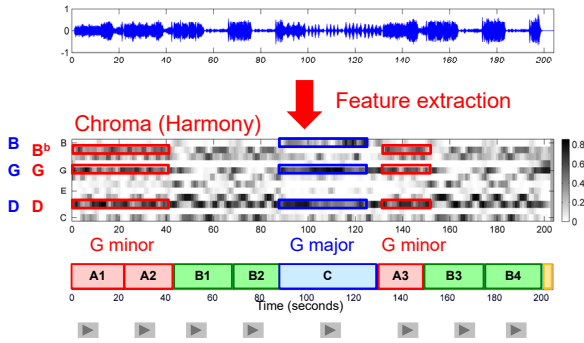 1
0
-1
0 20 40 60 80 100 120 140 160 180 200
Feature extraction
Chroma (Harmony)
B B 0.8
Bb
0.6
G G G
0.4
E
0.2
D D
C 0
0 20 40 60 80 100 120 140 160 180 200
G minor G major G minor
A1 A2 B1 B2 C A3 B3 B4
0 20 40 60 80 100 120 140 160 180 200
Time (seconds)